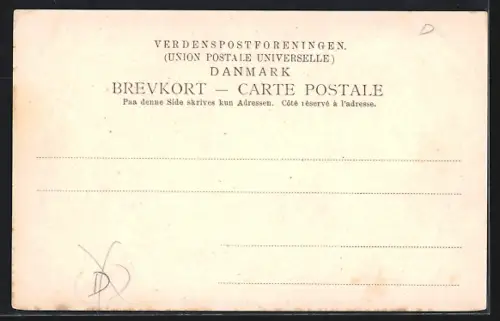 D
VERDENSPOSTFORENINGEN.
(UNION POSTALE UNIVERSELLE)
DANMARK
BREVKORT — CARTE POSTALE
Paa denne Side skrives kun Adressen. Côté réservé à l'adresse.
D